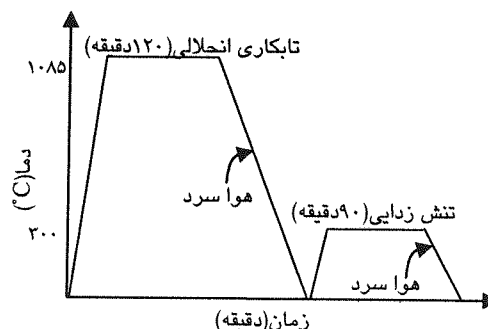 تابکاری انحلالی(۱۲۰دقیقه)
۱۰۸۵
دما(°C)
هوا سرد
تنش زدایی(۹۰دقیقه)
۳۰۰
هوا سرد
زمان(دقیقه)